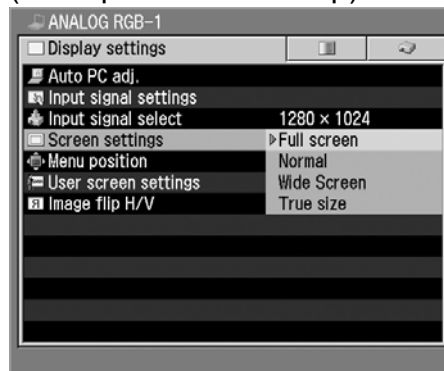 ANALOG RGB-1
Display settings
Auto PC adj.
Input signal settings
Input signal select 1280 × 1024
Screen settings Full screen
Menu position Normal
User screen settings Wide Screen
Image flip H/V True size